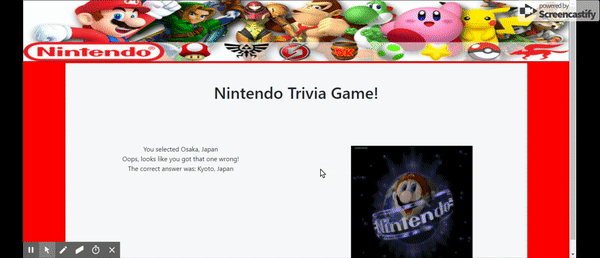 powered by
Screencastify
Nintendo
Nintendo Trivia Game!
You selected Osaka, Japan
Oops, looks like you got that one wrong!
The correct answer was: Kyoto, Japan
Nintendo